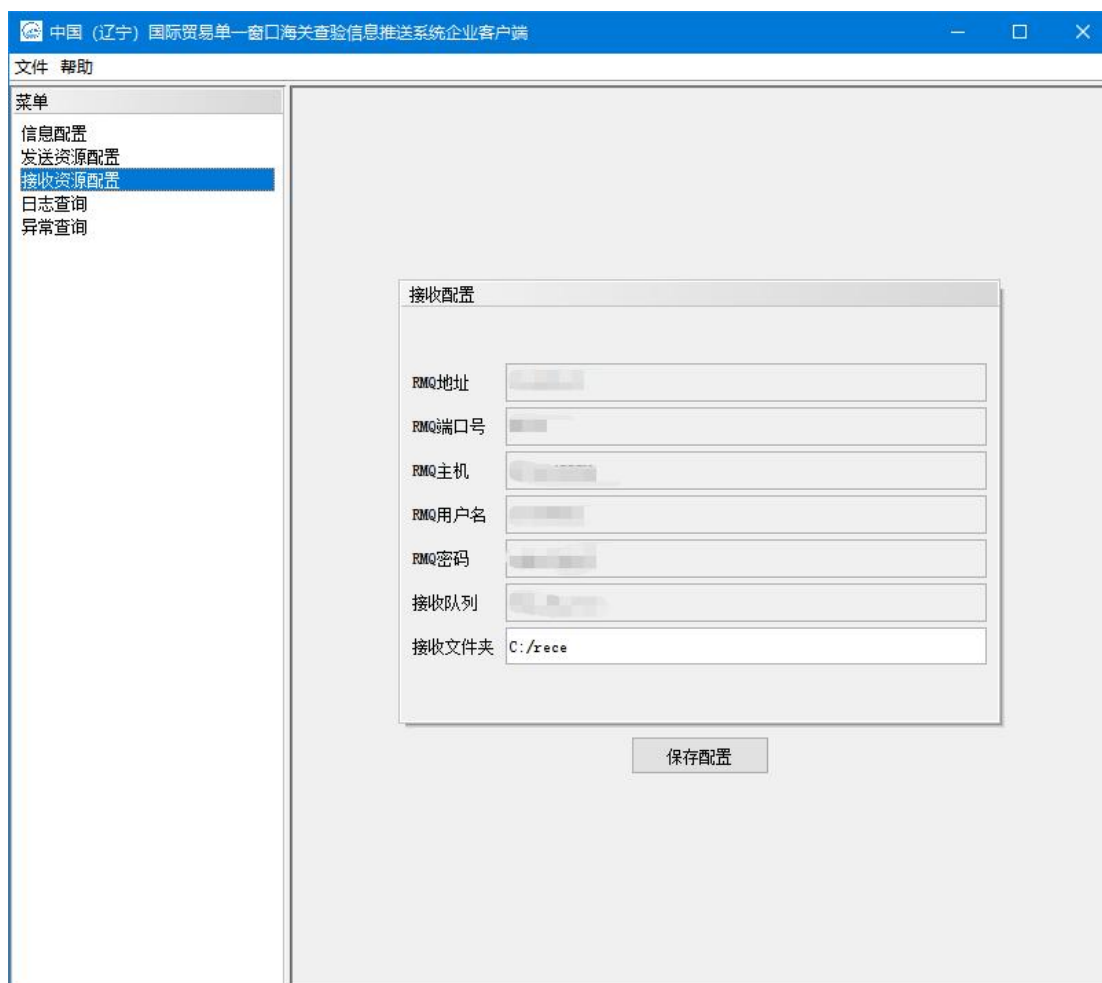 中国（辽宁）国际贸易单一窗口海关查验信息推送系统企业客户端
文件 帮助
菜单
信息配置
发送资源配置
接收资源配置
日志查询
异常查询
接收配置
RMQ地址
RMQ端口号
RMQ主机
RMQ用户名
RMQ密码
接收队列
接收文件夹 C:/rece
保存配置